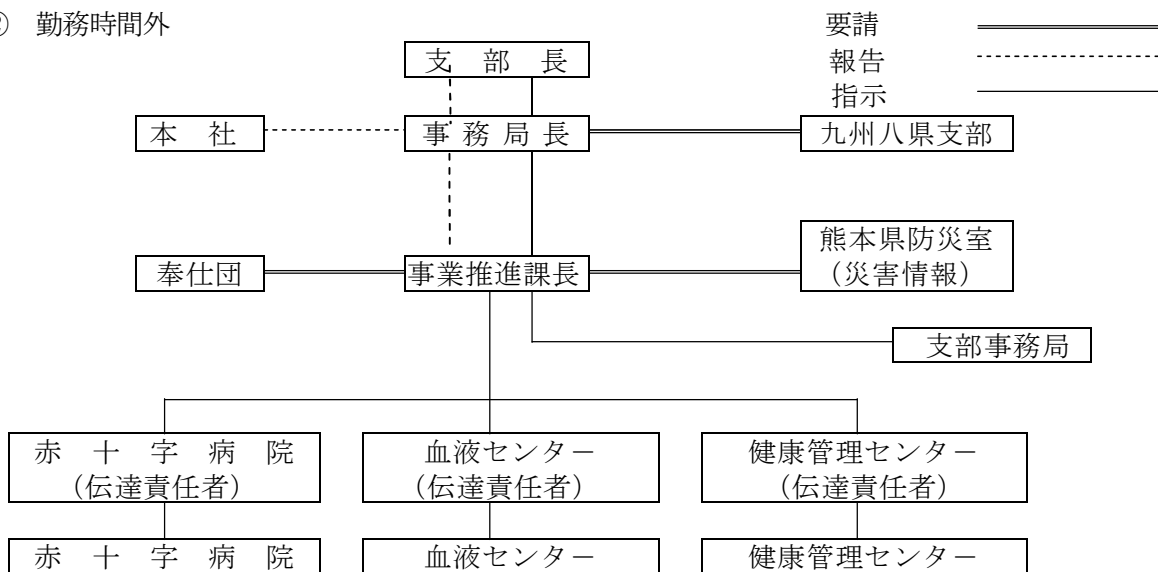 ② 勤務時間外
要請
報告
指示
支 部 長
本 社
事 務 局 長
九州八県支部
熊本県防災室
（災害情報）
奉仕団
事業推進課長
支部事務局
赤 十 字 病 院
（伝達責任者）
血液センター
（伝達責任者）
健康管理センター
（伝達責任者）
赤 十 字 病 院
血液センター
健康管理センター